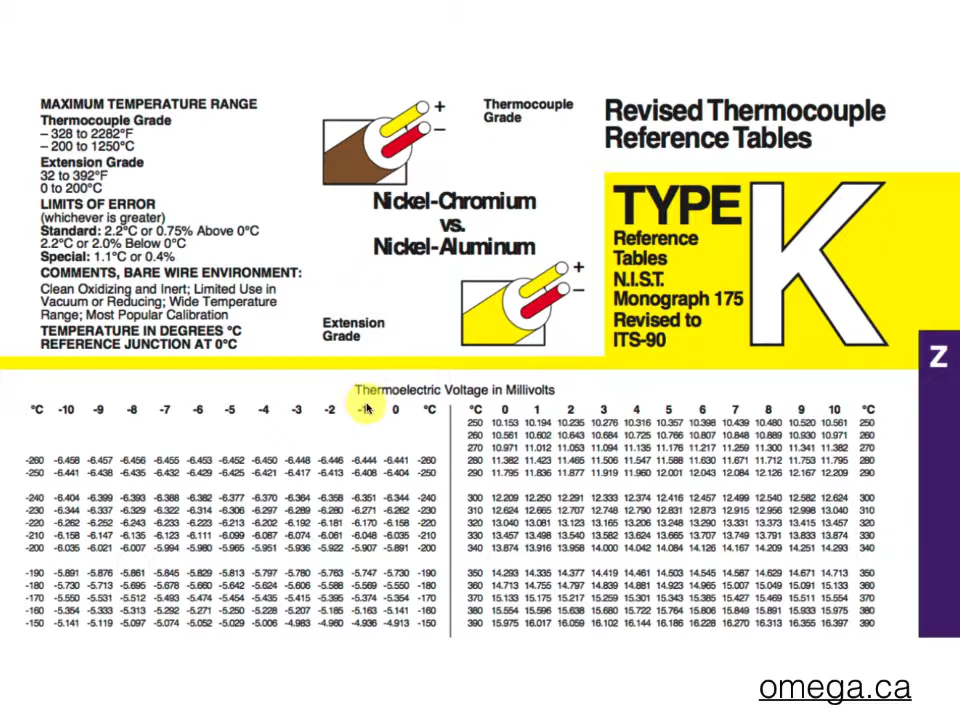 MAXIMUM TEMPERATURE RANGE
Thermocouple Grade
– 328 to 2282°F
– 200 to 1250°C
Extension Grade
32 to 392°F
0 to 200°C
LIMITS OF ERROR
(whichever is greater)
Standard: 2.2°C or 0.75% Above 0°C
2.2°C or 2.0% Below 0°C
Special: 1.1°C or 0.4%
COMMENTS, BARE WIRE ENVIRONMENT:
Clean Oxidizing and Inert; Limited Use in
Vacuum or Reducing; Wide Temperature
Range; Most Popular Calibration
TEMPERATURE IN DEGREES °C
REFERENCE JUNCTION AT 0°C
+
–
Thermocouple
Grade
Nickel-Chromium
vs.
Nickel-Aluminum
+
–
Extension
Grade
Revised Thermocouple
Reference Tables
TYPE K
Reference
Tables
N.I.S.T.
Monograph 175
Revised to
ITS-90
Z
Thermoelectric Voltage in Millivolts
°C -10 -9 -8 -7 -6 -5 -4 -3 -2 0 °C
-260 -6.458 -6.457 -6.456 -6.455 -6.453 -6.452 -6.450 -6.448 -6.446 -6.444 -6.441 -260
-250 -6.441 -6.438 -6.435 -6.432 -6.429 -6.425 -6.421 -6.417 -6.413 -6.408 -6.404 -250
-240 -6.404 -6.399 -6.393 -6.388 -6.382 -6.377 -6.370 -6.364 -6.358 -6.351 -6.344 -240
-230 -6.344 -6.337 -6.329 -6.322 -6.314 -6.306 -6.297 -6.289 -6.280 -6.271 -6.262 -230
-220 -6.262 -6.252 -6.243 -6.233 -6.223 -6.213 -6.202 -6.192 -6.181 -6.170 -6.158 -220
-210 -6.158 -6.147 -6.135 -6.123 -6.111 -6.099 -6.087 -6.074 -6.061 -6.048 -6.035 -210
-200 -6.035 -6.021 -6.007 -5.994 -5.980 -5.965 -5.951 -5.936 -5.922 -5.907 -5.891 -200
-190 -5.891 -5.876 -5.861 -5.845 -5.829 -5.813 -5.797 -5.780 -5.763 -5.747 -5.730 -190
-180 -5.730 -5.713 -5.695 -5.678 -5.660 -5.642 -5.624 -5.606 -5.588 -5.569 -5.550 -180
-170 -5.550 -5.531 -5.512 -5.493 -5.474 -5.454 -5.435 -5.415 -5.395 -5.374 -5.354 -170
-160 -5.354 -5.333 -5.313 -5.292 -5.271 -5.250 -5.228 -5.207 -5.185 -5.163 -5.141 -160
-150 -5.141 -5.119 -5.097 -5.074 -5.052 -5.029 -5.006 -4.983 -4.960 -4.936 -4.913 -150
°C 0 1 2 3 4 5 6 7 8 9 10 °C
250 10.153 10.194 10.235 10.276 10.316 10.357 10.398 10.439 10.480 10.520 10.561 250
260 10.561 10.602 10.643 10.684 10.725 10.766 10.807 10.848 10.889 10.930 10.971 260
270 10.971 11.012 11.053 11.094 11.135 11.176 11.217 11.259 11.300 11.341 11.382 270
280 11.382 11.423 11.465 11.506 11.547 11.588 11.630 11.671 11.712 11.753 11.795 280
290 11.795 11.836 11.877 11.919 11.960 12.001 12.043 12.084 12.126 12.167 12.209 290
300 12.209 12.250 12.291 12.333 12.374 12.416 12.457 12.499 12.540 12.582 12.624 300
310 12.624 12.665 12.707 12.748 12.790 12.831 12.873 12.915 12.956 12.998 13.040 310
320 13.040 13.081 13.123 13.165 13.206 13.248 13.290 13.331 13.373 13.415 13.457 320
330 13.457 13.498 13.540 13.582 13.624 13.665 13.707 13.749 13.791 13.833 13.874 330
340 13.874 13.916 13.958 14.000 14.042 14.084 14.126 14.167 14.209 14.251 14.293 340
350 14.293 14.335 14.377 14.419 14.461 14.503 14.545 14.587 14.629 14.671 14.713 350
360 14.713 14.755 14.797 14.839 14.881 14.923 14.965 15.007 15.049 15.091 15.133 360
370 15.133 15.175 15.217 15.259 15.301 15.343 15.385 15.427 15.469 15.511 15.554 370
380 15.554 15.596 15.638 15.680 15.722 15.764 15.806 15.849 15.891 15.933 15.975 380
390 15.975 16.017 16.059 16.102 16.144 16.186 16.228 16.270 16.313 16.355 16.397 390
omega.ca